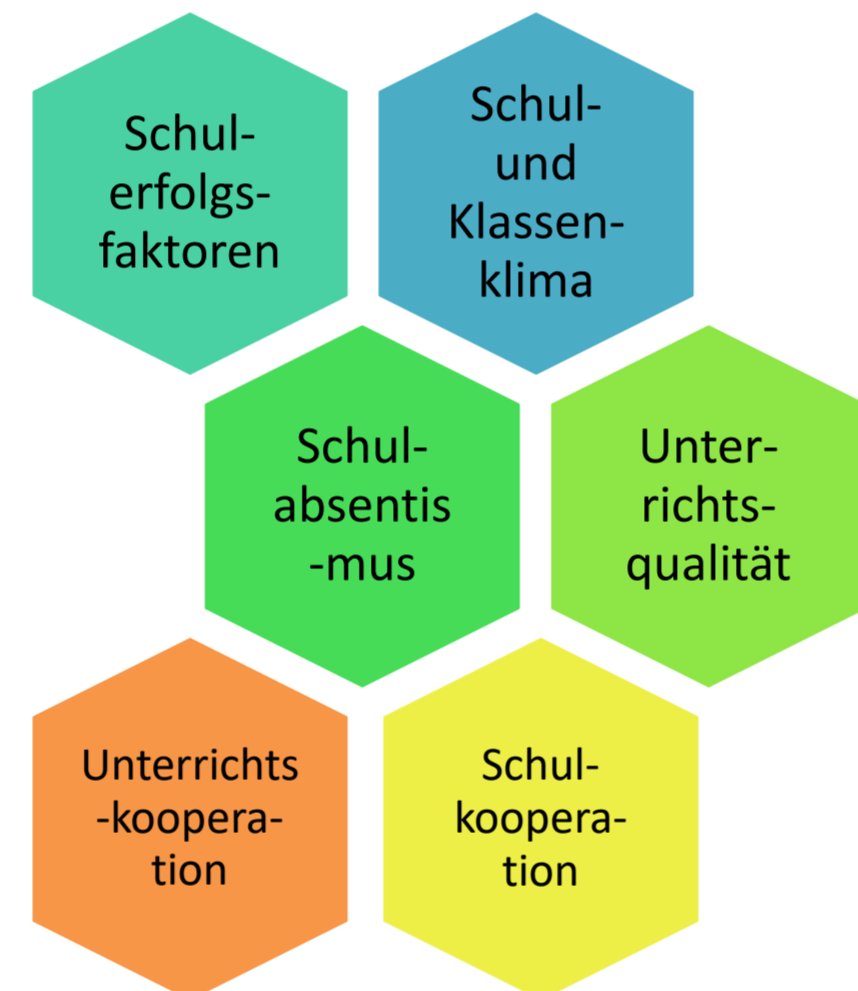 Schul-
erfolgs-
faktoren
Schul-
und
Klassen-
klima
Schul-
absentis
-mus
Unter-
richts-
qualität
Unterrichts
-koopera-
tion
Schul-
koopera-
tion